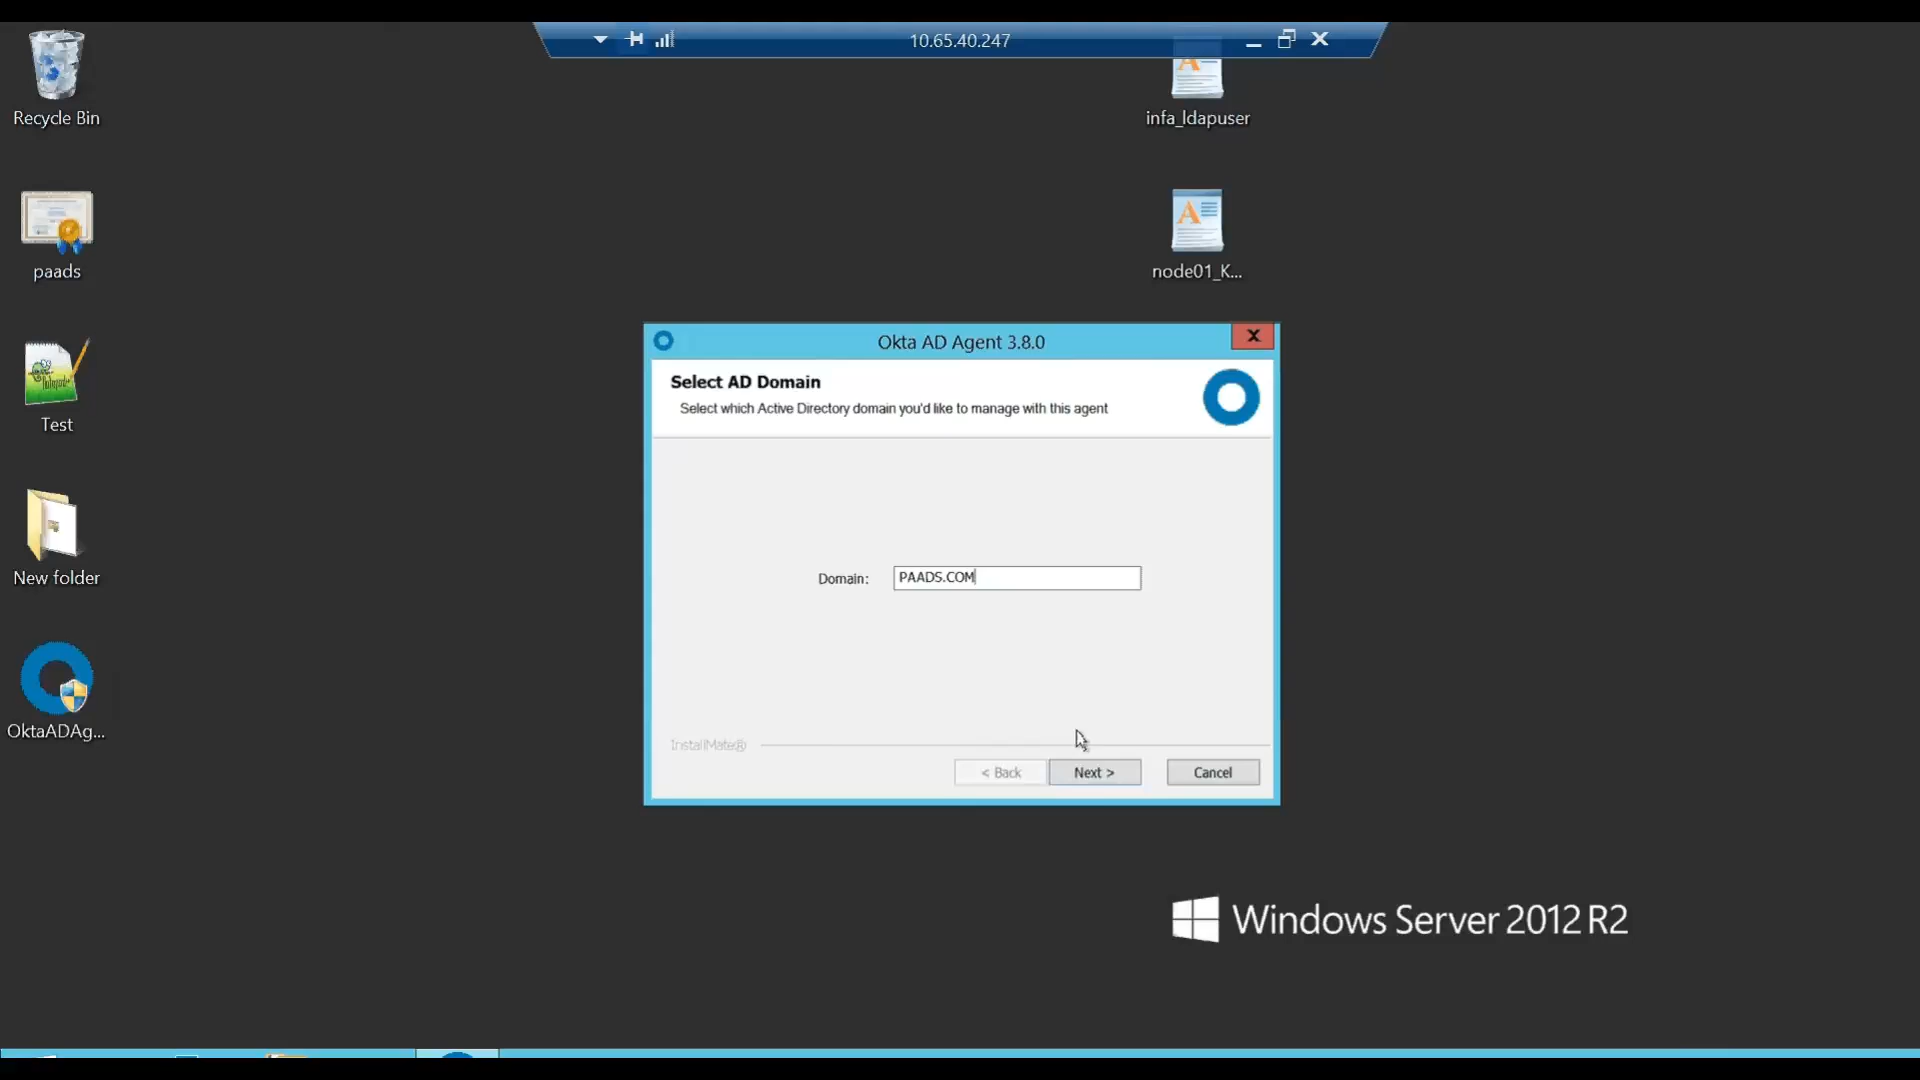 10.65.40.247
Recycle Bin
infa_ldapuser
paads
node01_K...
Test
New folder
OktaADAg...
Okta AD Agent 3.8.0
X
Select AD Domain
Select which Active Directory domain you'd like to manage with this agent
Domain: PAADS.COM
InstallMate®
< Back Next > Cancel
Windows Server 2012 R2